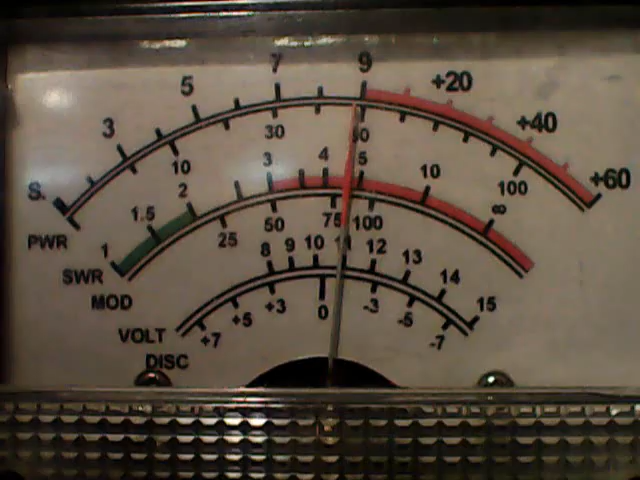 S. 3 5 7 9 +20 +40 +60
PWR 10 30 50 100
SWR 1 1.5 2 3 4 5 10 ∞
MOD 25 50 75 100
VOLT 8 9 10 11 12 13 14 15
DISC +7 +5 +3 0 -3 -5 -7